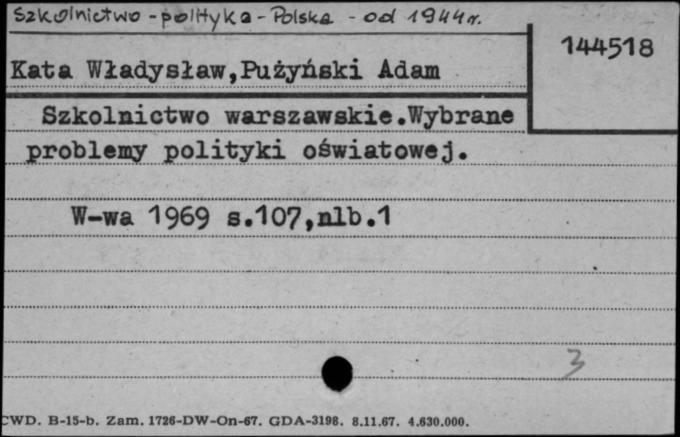 Szkolnictwo - polityka - Polska - od 1944 r.
144518
Kata Władysław,Pużyński Adam
Szkolnictwo warszawskie.Wybrane
problemy polityki oświatowej.
W-wa 1969 s.107,nlb.1
3
CWD. B-15-b. Zam. 1726-DW-On-67. GDA-3198. 8.11.67. 4.630.000.